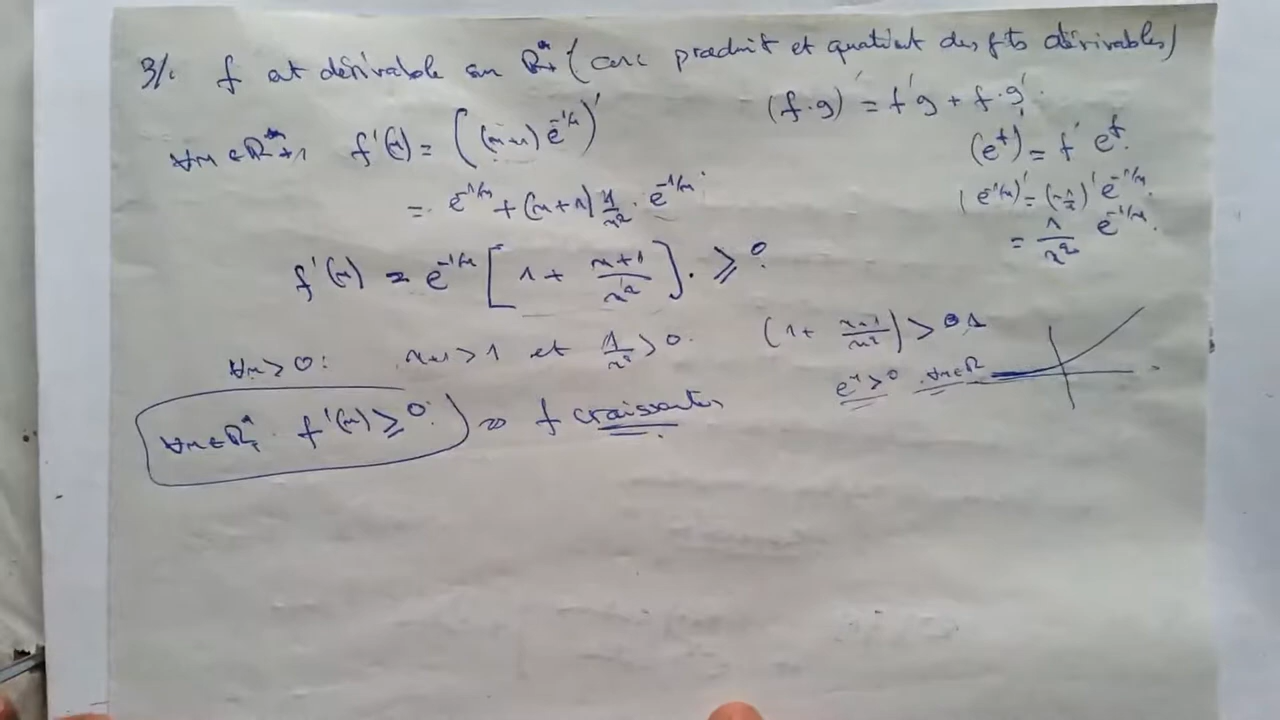 3/. f est dérivable sur ℝ₊* (car produit et quotient des fts dérivables)
(f·g)' = f'g + f·g'
∀x ∈ ℝ₊*, f'(x) = ((x+1) e^{-1/x})'
(e^f)' = f' e^f.
= e^{-1/x} + (x+1) 1/x² · e^{-1/x}
(e^{-1/x})' = (-1/x)' e^{-1/x}.
= 1/x² e^{-1/x}.
f'(x) = e^{-1/x} [1 + (x+1)/x²]. ≥ 0
∀x > 0 : x+1 > 1 et 1/x² > 0. (1 + (x+1)/x²) > 1
e^x > 0 ∀x∈ℝ
∀x∈ℝ₊* f'(x) ≥ 0. ⇒ f croissante